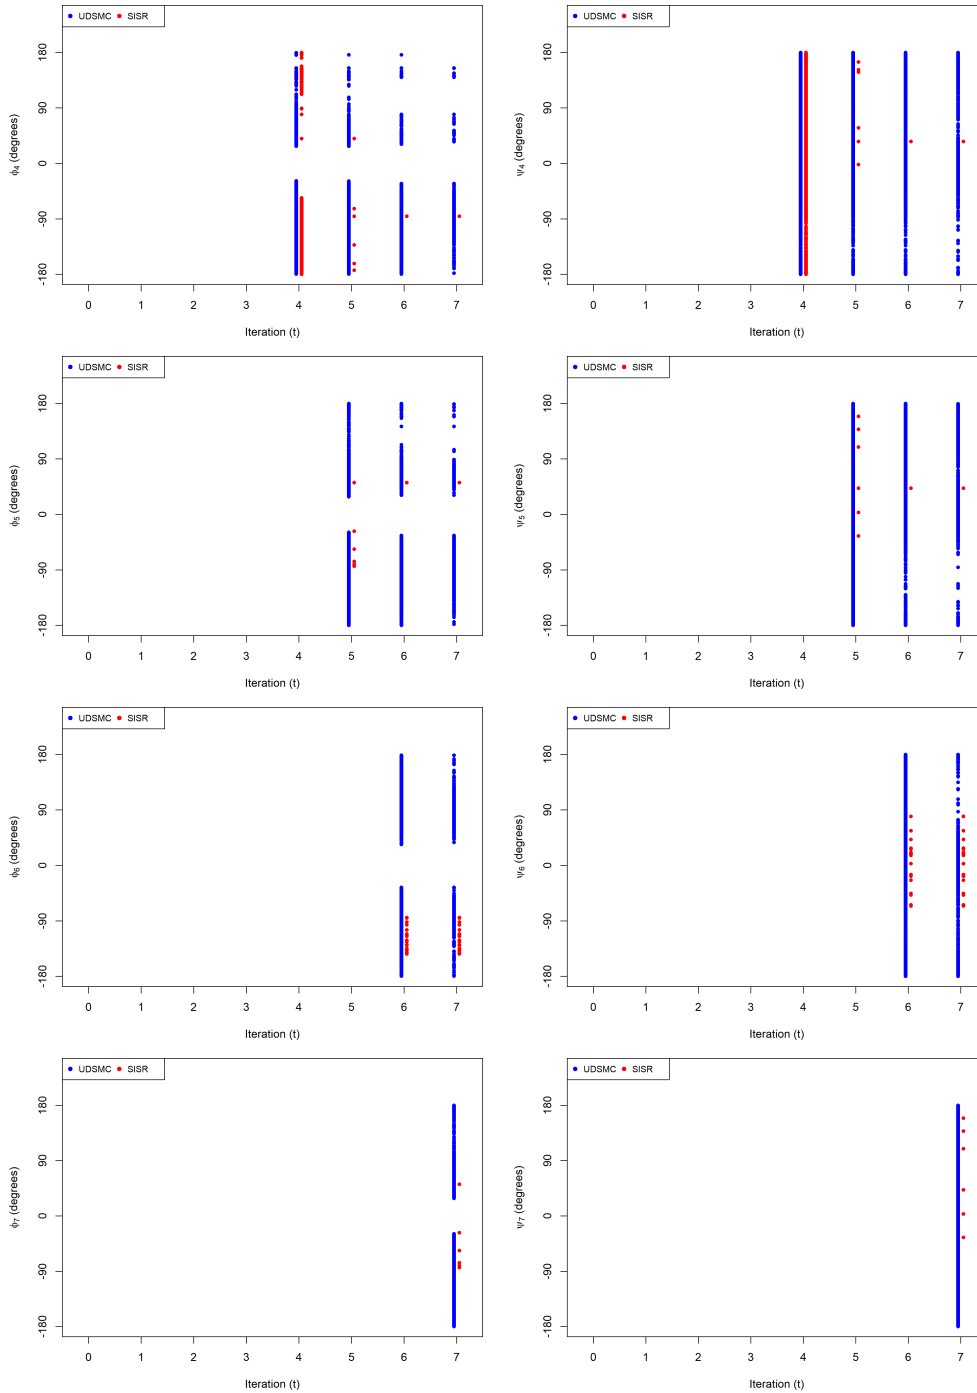 UDSMC SISR
180
90
0
-90
-180
ϕ4 (degrees)
0 1 2 3 4 5 6 7
Iteration (t)
UDSMC SISR
180
90
0
-90
-180
ψ4 (degrees)
0 1 2 3 4 5 6 7
Iteration (t)
UDSMC SISR
180
90
0
-90
-180
ϕ5 (degrees)
0 1 2 3 4 5 6 7
Iteration (t)
UDSMC SISR
180
90
0
-90
-180
ψ5 (degrees)
0 1 2 3 4 5 6 7
Iteration (t)
UDSMC SISR
180
90
0
-90
-180
ϕ6 (degrees)
0 1 2 3 4 5 6 7
Iteration (t)
UDSMC SISR
180
90
0
-90
-180
ψ6 (degrees)
0 1 2 3 4 5 6 7
Iteration (t)
UDSMC SISR
180
90
0
-90
-180
ϕ7 (degrees)
0 1 2 3 4 5 6 7
Iteration (t)
UDSMC SISR
180
90
0
-90
-180
ψ7 (degrees)
0 1 2 3 4 5 6 7
Iteration (t)